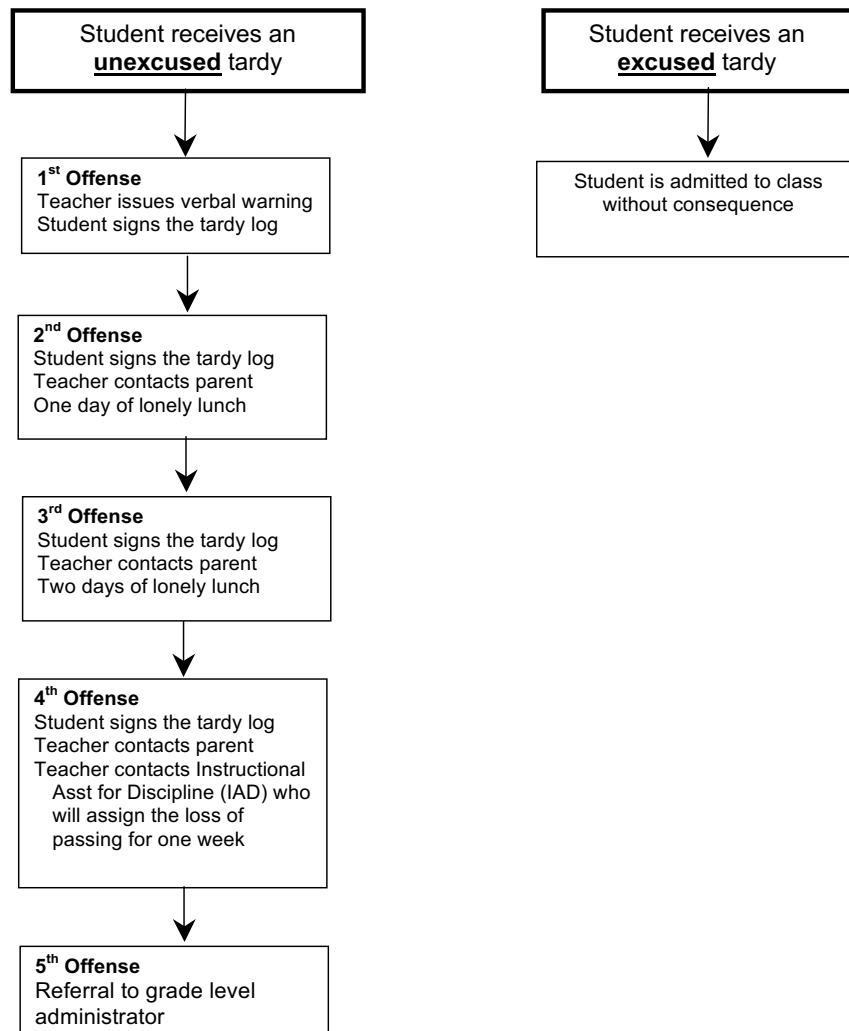 Student receives an
unexcused tardy
Student receives an
excused tardy
1st Offense
Teacher issues verbal warning
Student signs the tardy log
Student is admitted to class
without consequence
2nd Offense
Student signs the tardy log
Teacher contacts parent
One day of lonely lunch
3rd Offense
Student signs the tardy log
Teacher contacts parent
Two days of lonely lunch
4th Offense
Student signs the tardy log
Teacher contacts parent
Teacher contacts Instructional
Asst for Discipline (IAD) who
will assign the loss of
passing for one week
5th Offense
Referral to grade level
administrator